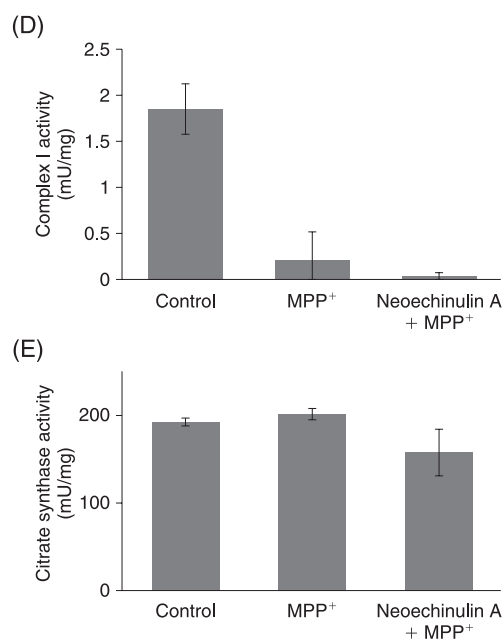 (D)
Complex I activity
(mU/mg)
2.5
2
1.5
1
0.5
0
Control
MPP+
Neoechinulin A
+ MPP+
(E)
Citrate synthase activity
(mU/mg)
200
100
0
Control
MPP+
Neoechinulin A
+ MPP+